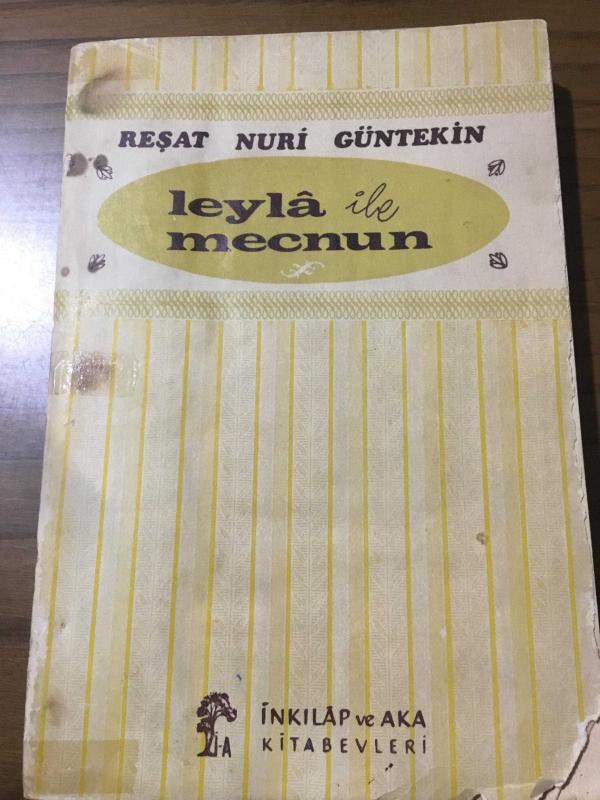 REŞAT NURİ GÜNTEKİN
leylâ ile
mecnun
İNKILÂP ve AKA
KİTABEVLERİ
İ-A